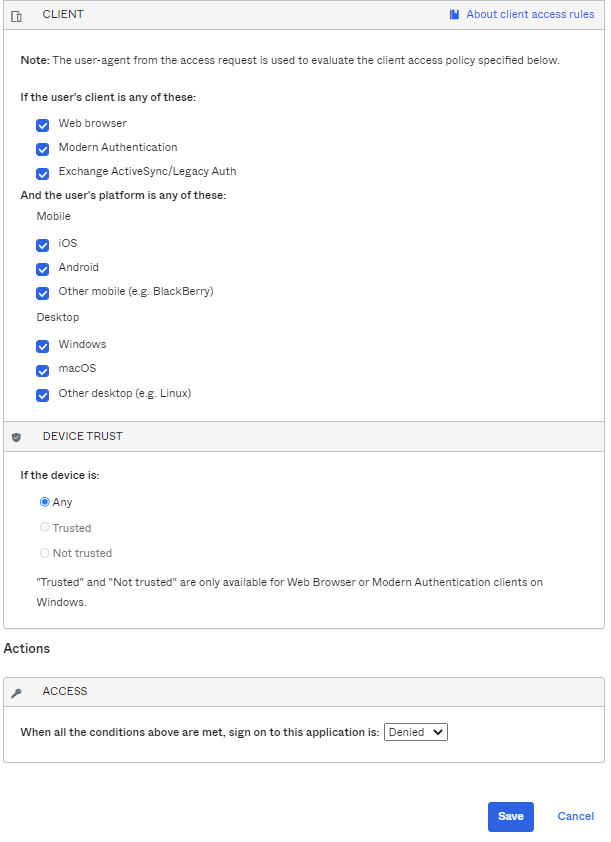 CLIENT
About client access rules
Note: The user-agent from the access request is used to evaluate the client access policy specified below.
If the user's client is any of these:
Web browser
Modern Authentication
Exchange ActiveSync/Legacy Auth
And the user's platform is any of these:
Mobile
iOS
Android
Other mobile (e.g. BlackBerry)
Desktop
Windows
macOS
Other desktop (e.g. Linux)
DEVICE TRUST
If the device is:
Any
Trusted
Not trusted
"Trusted" and "Not trusted" are only available for Web Browser or Modern Authentication clients on
Windows.
Actions
ACCESS
When all the conditions above are met, sign on to this application is: Denied
Save
Cancel